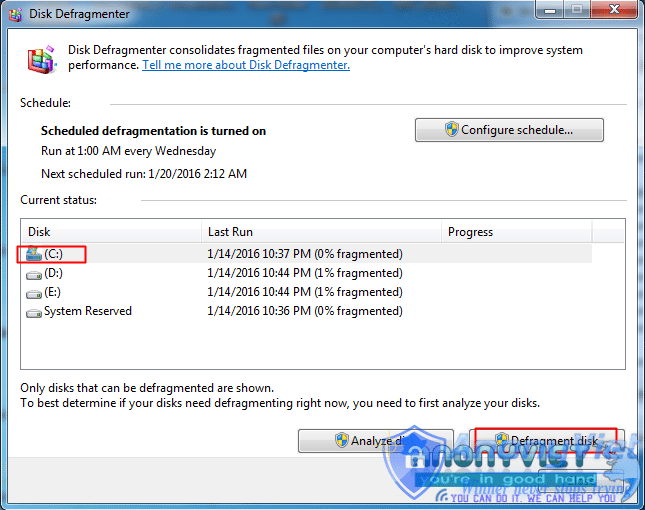 Disk Defragmenter
Disk Defragmenter consolidates fragmented files on your computer's hard disk to improve system
performance. Tell me more about Disk Defragmenter.
Schedule:
Scheduled defragmentation is turned on
Run at 1:00 AM every Wednesday
Next scheduled run: 1/20/2016 2:12 AM
Configure schedule...
Current status:
Disk Last Run Progress
(C:) 1/14/2016 10:37 PM (0% fragmented)
(D:) 1/14/2016 10:44 PM (1% fragmented)
(E:) 1/14/2016 10:44 PM (1% fragmented)
System Reserved 1/14/2016 10:36 PM (0% fragmented)
Only disks that can be defragmented are shown.
To best determine if your disks need defragmenting right now, you need to first analyze your disks.
Analyze di Defragment disk
anonyviet
you're in good hand
Winner never stops trying
YOU CAN DO IT, WE CAN HELP YOU